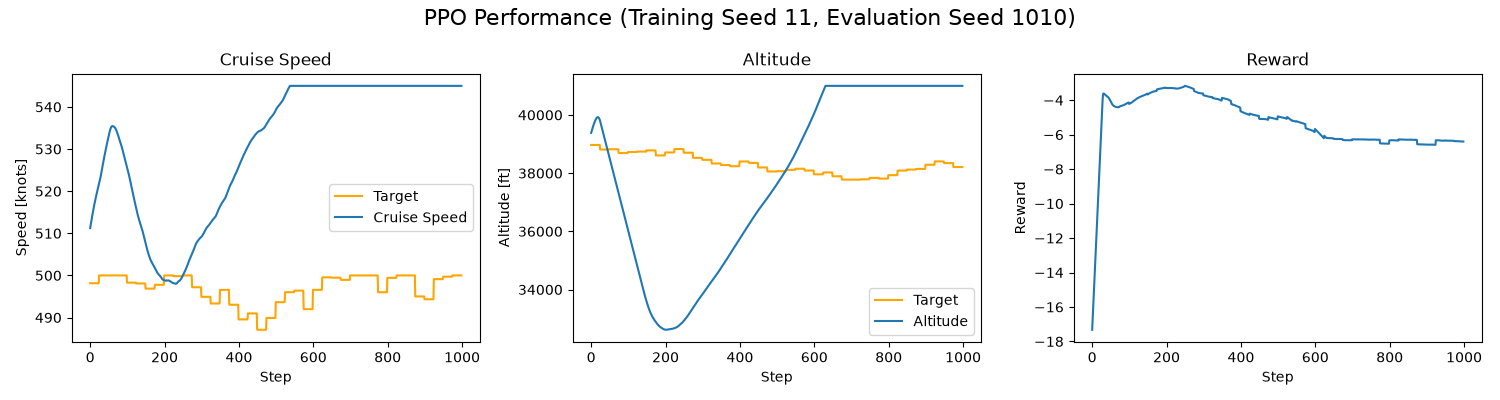 PPO Performance (Training Seed 11, Evaluation Seed 1010)
Cruise Speed
Speed [knots]
540
530
520
510
500
490
0 200 400 600 800 1000
Step
Target
Cruise Speed
Altitude
Altitude [ft]
40000
38000
36000
34000
0 200 400 600 800 1000
Step
Target
Altitude
Reward
Reward
−4
−6
−8
−10
−12
−14
−16
−18
0 200 400 600 800 1000
Step